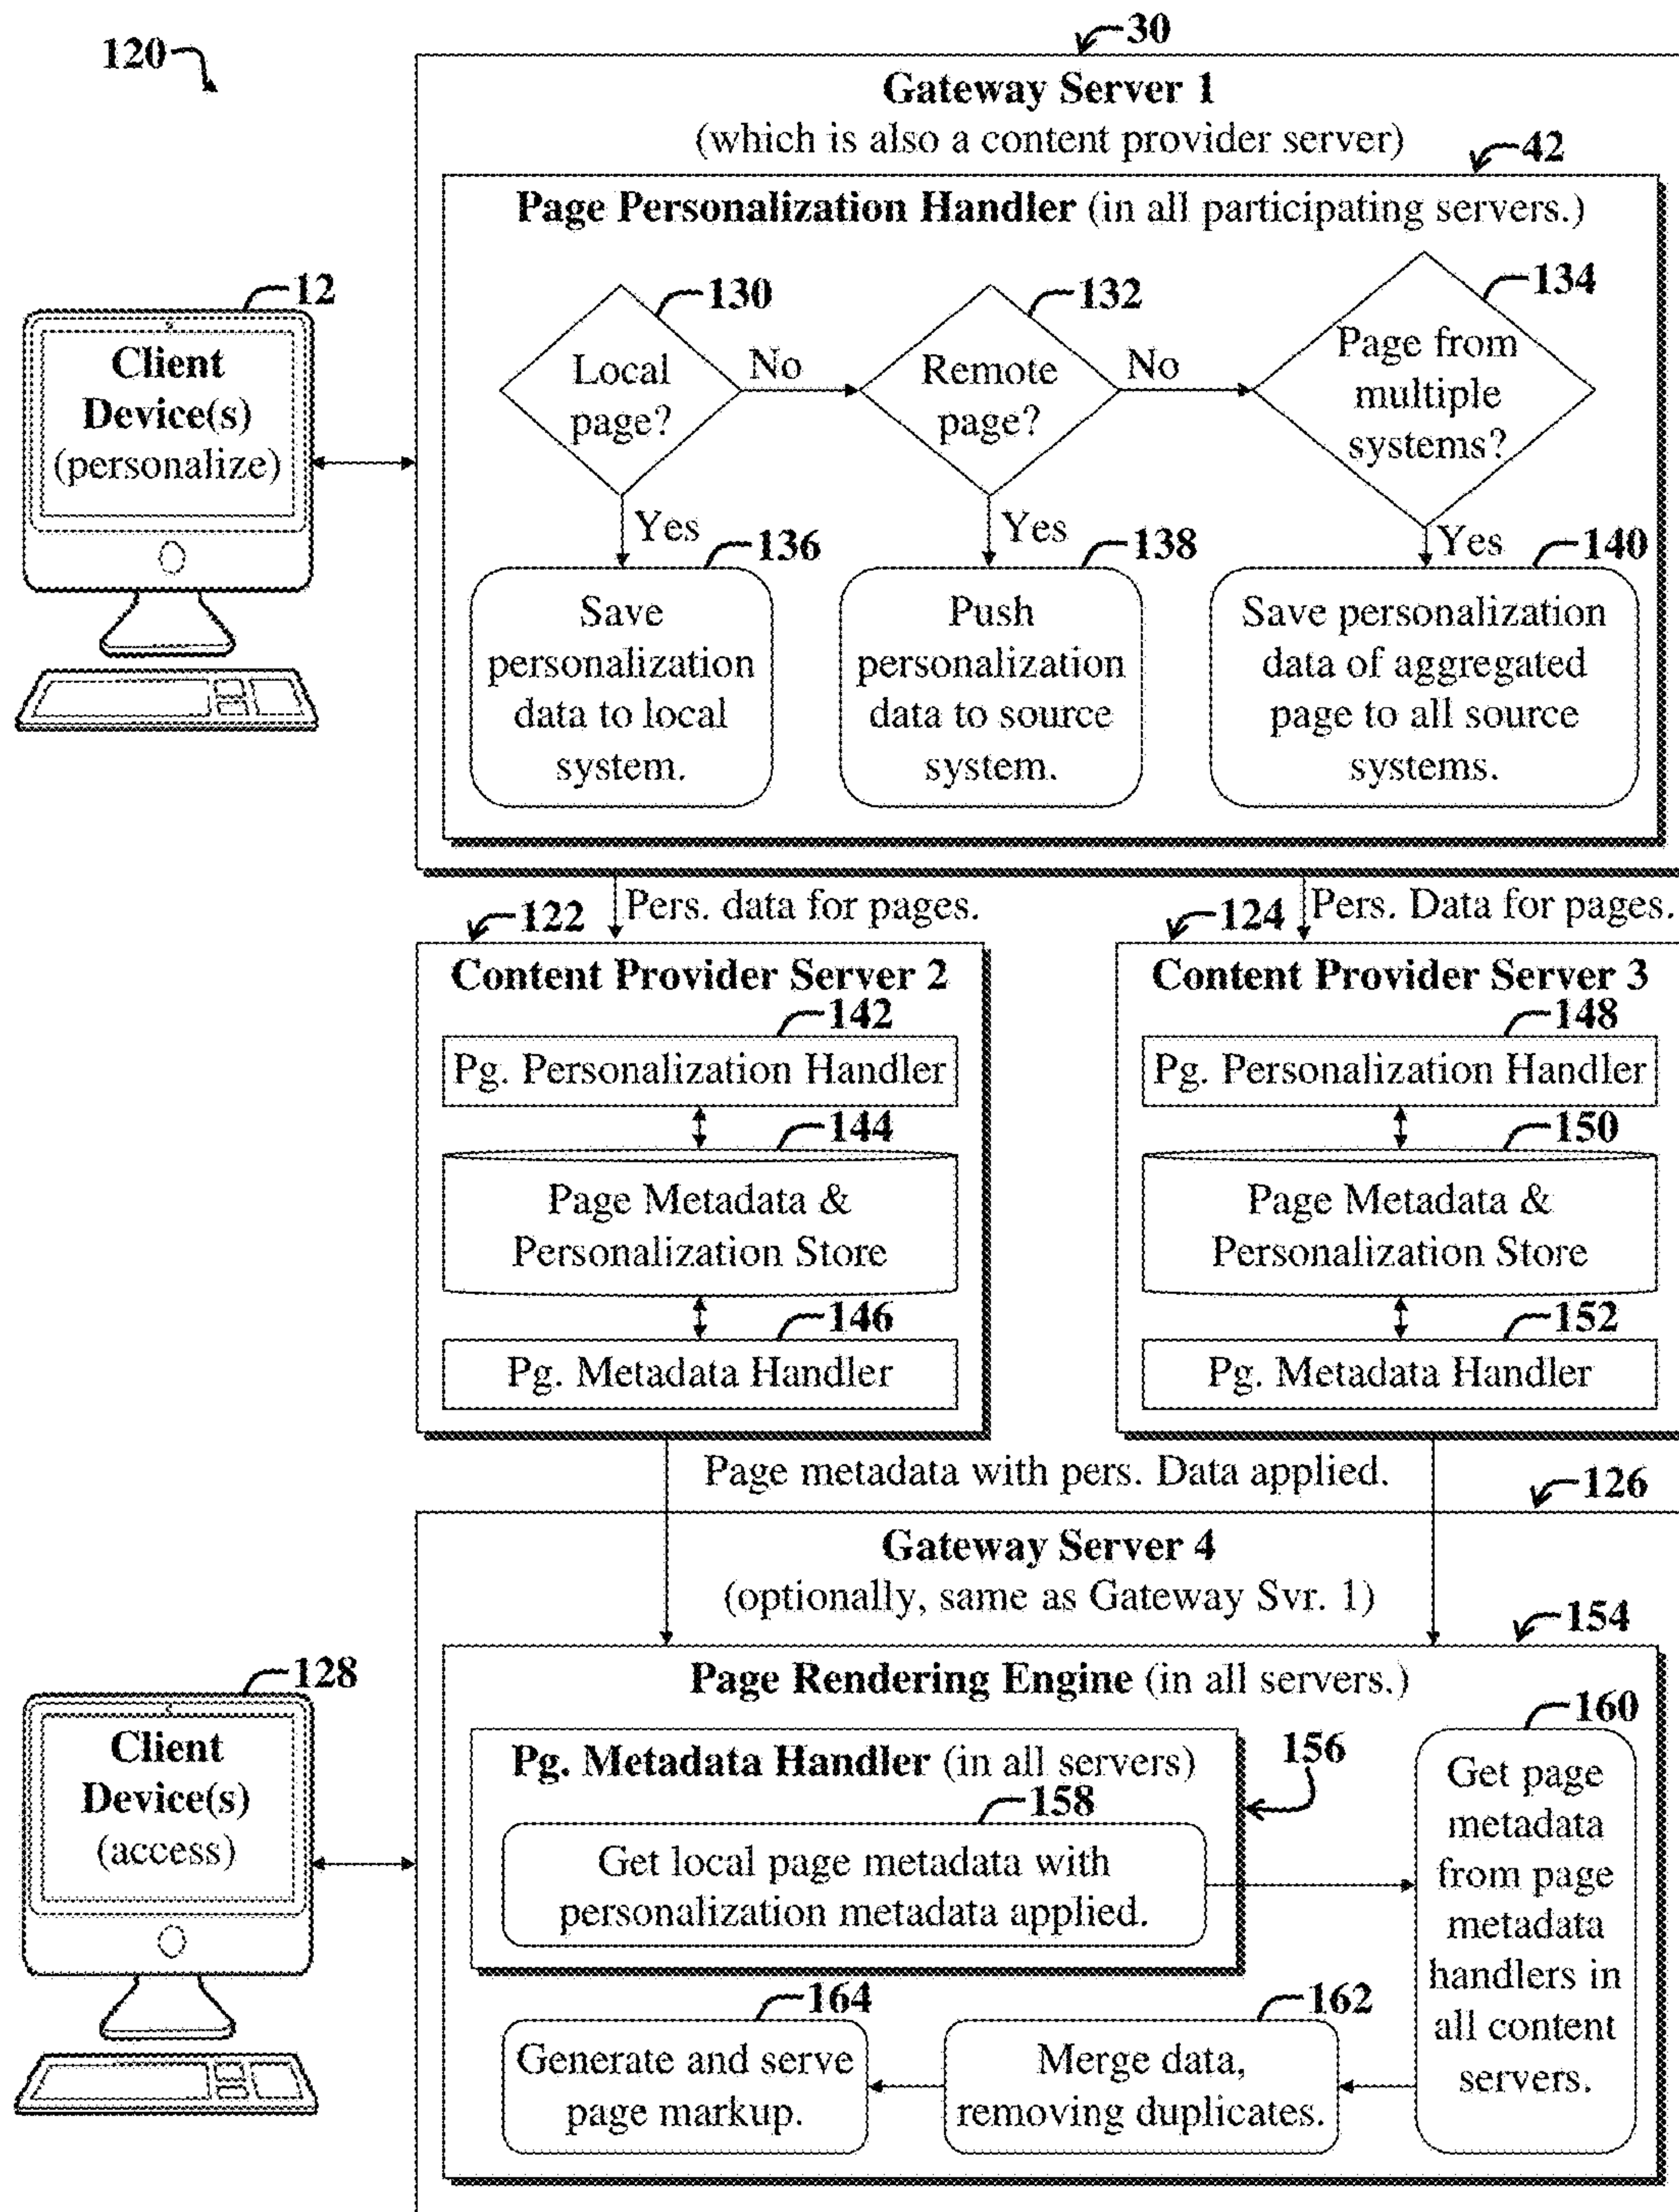 120
30
Gateway Server 1
(which is also a content provider server)
42
Page Personalization Handler (in all participating servers.)
12
Client
Device(s)
(personalize)
130
Local
page?
No
132
Remote
page?
No
134
Page from
multiple
systems?
Yes
136
Save
personalization
data to local
system.
Yes
138
Push
personalization
data to source
system.
Yes
140
Save personalization
data of aggregated
page to all source
systems.
Pers. data for pages.
Pers. Data for pages.
122
Content Provider Server 2
142
Pg. Personalization Handler
144
Page Metadata &
Personalization Store
146
Pg. Metadata Handler
124
Content Provider Server 3
148
Pg. Personalization Handler
150
Page Metadata &
Personalization Store
152
Pg. Metadata Handler
Page metadata with pers. Data applied.
126
Gateway Server 4
(optionally, same as Gateway Svr. 1)
154
Page Rendering Engine (in all servers.)
128
Client
Device(s)
(access)
Pg. Metadata Handler (in all servers)
156
158
Get local page metadata with
personalization metadata applied.
160
Get page
metadata
from page
metadata
handlers in
all content
servers.
162
Merge data,
removing duplicates.
164
Generate and serve
page markup.